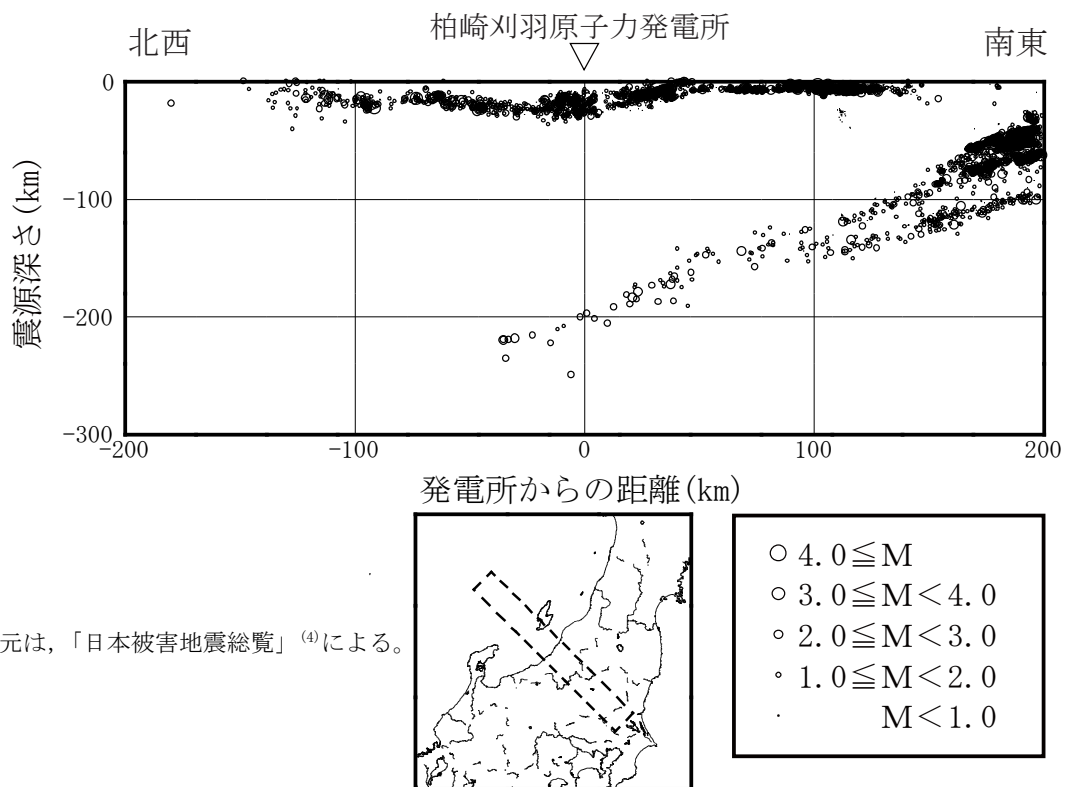 柏崎刈羽原子力発電所
北西
南東
0
-100
-200
-300
震源深さ(km)
-200
-100
0
100
200
発電所からの距離(km)
4.0≦M
3.0≦M<4.0
2.0≦M<3.0
1.0≦M<2.0
M<1.0
元は，「日本被害地震総覧」(4)による。